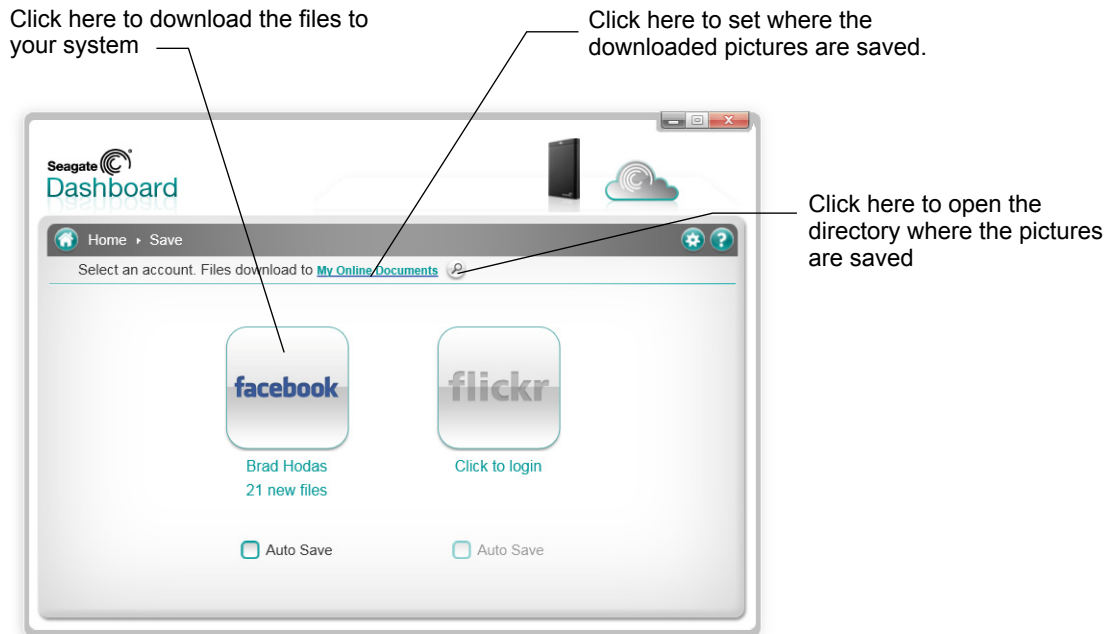 Click here to download the files to
your system
Click here to set where the
downloaded pictures are saved.
Seagate
Dashboard
Click here to open the
directory where the pictures
are saved
Home ▸ Save
Select an account. Files download to My Online Documents
facebook
flickr
Brad Hodas
Click to login
21 new files
Auto Save
Auto Save